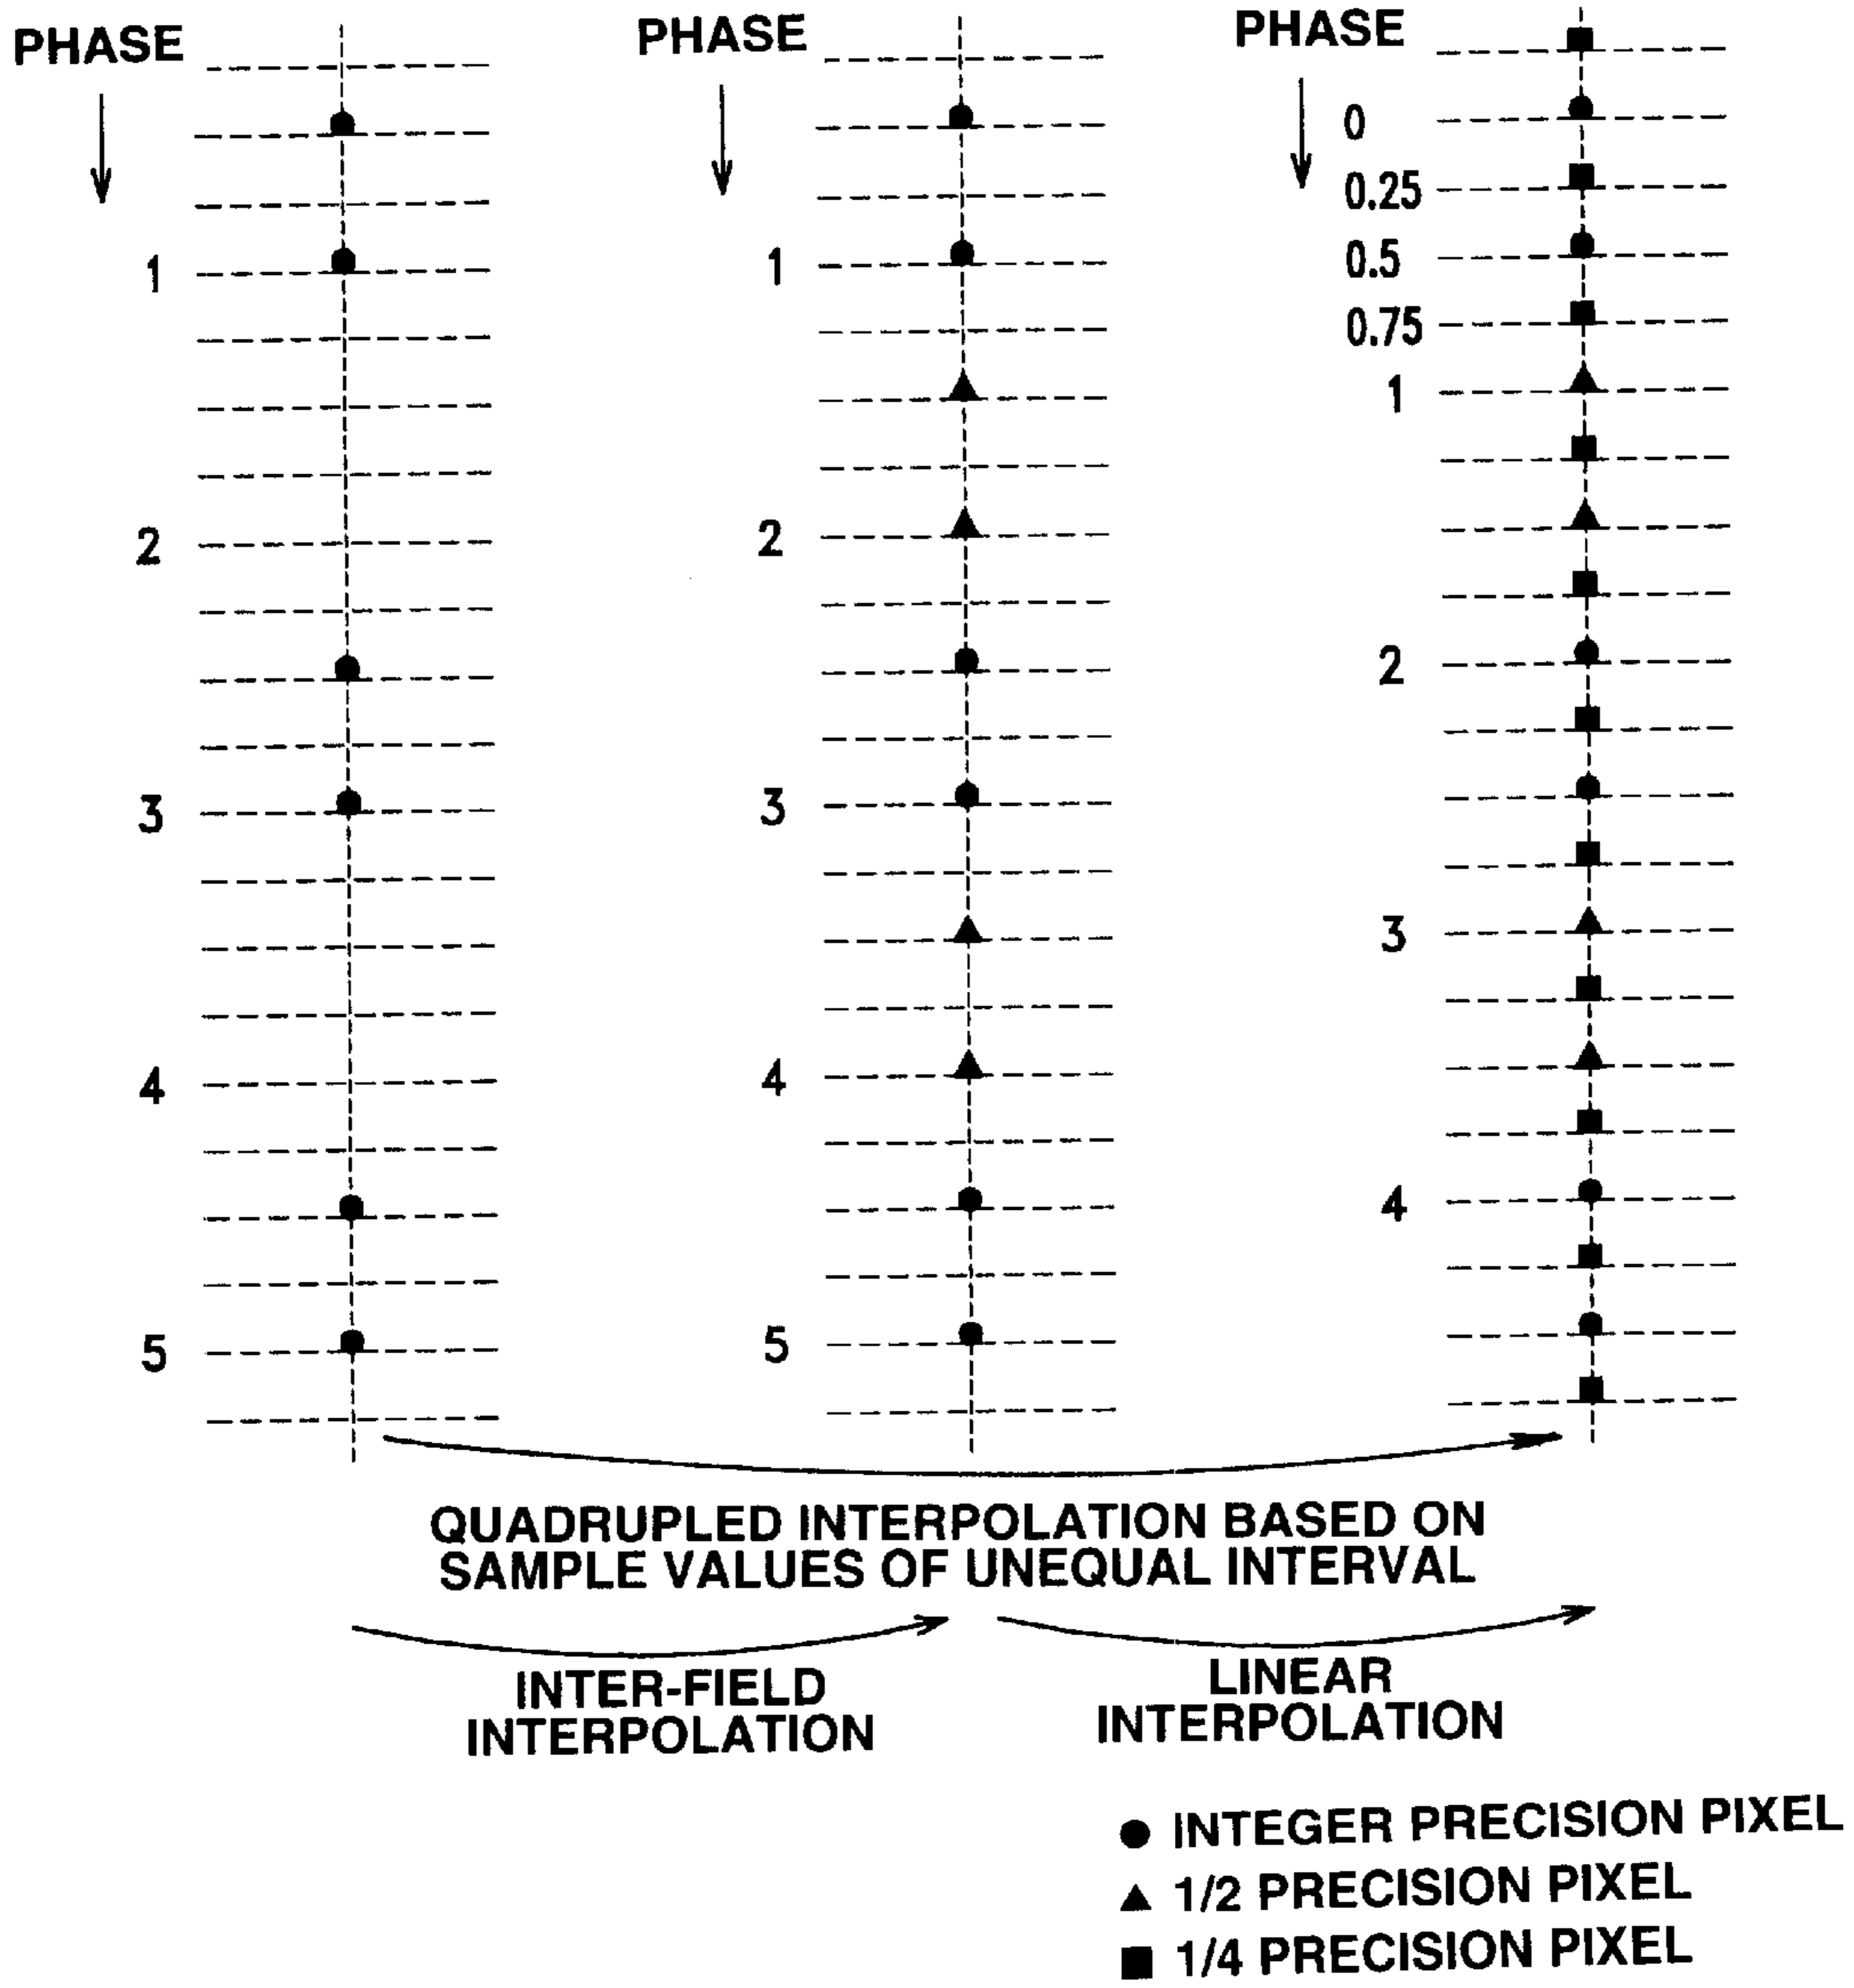 PHASE PHASE PHASE
0
0.25
1 1 0.5
0.75
1
2 2
2
3 3
3
4 4
4
5 5
QUADRUPLED INTERPOLATION BASED ON
SAMPLE VALUES OF UNEQUAL INTERVAL
INTER-FIELD
INTERPOLATION
LINEAR
INTERPOLATION
INTEGER PRECISION PIXEL
1/2 PRECISION PIXEL
1/4 PRECISION PIXEL